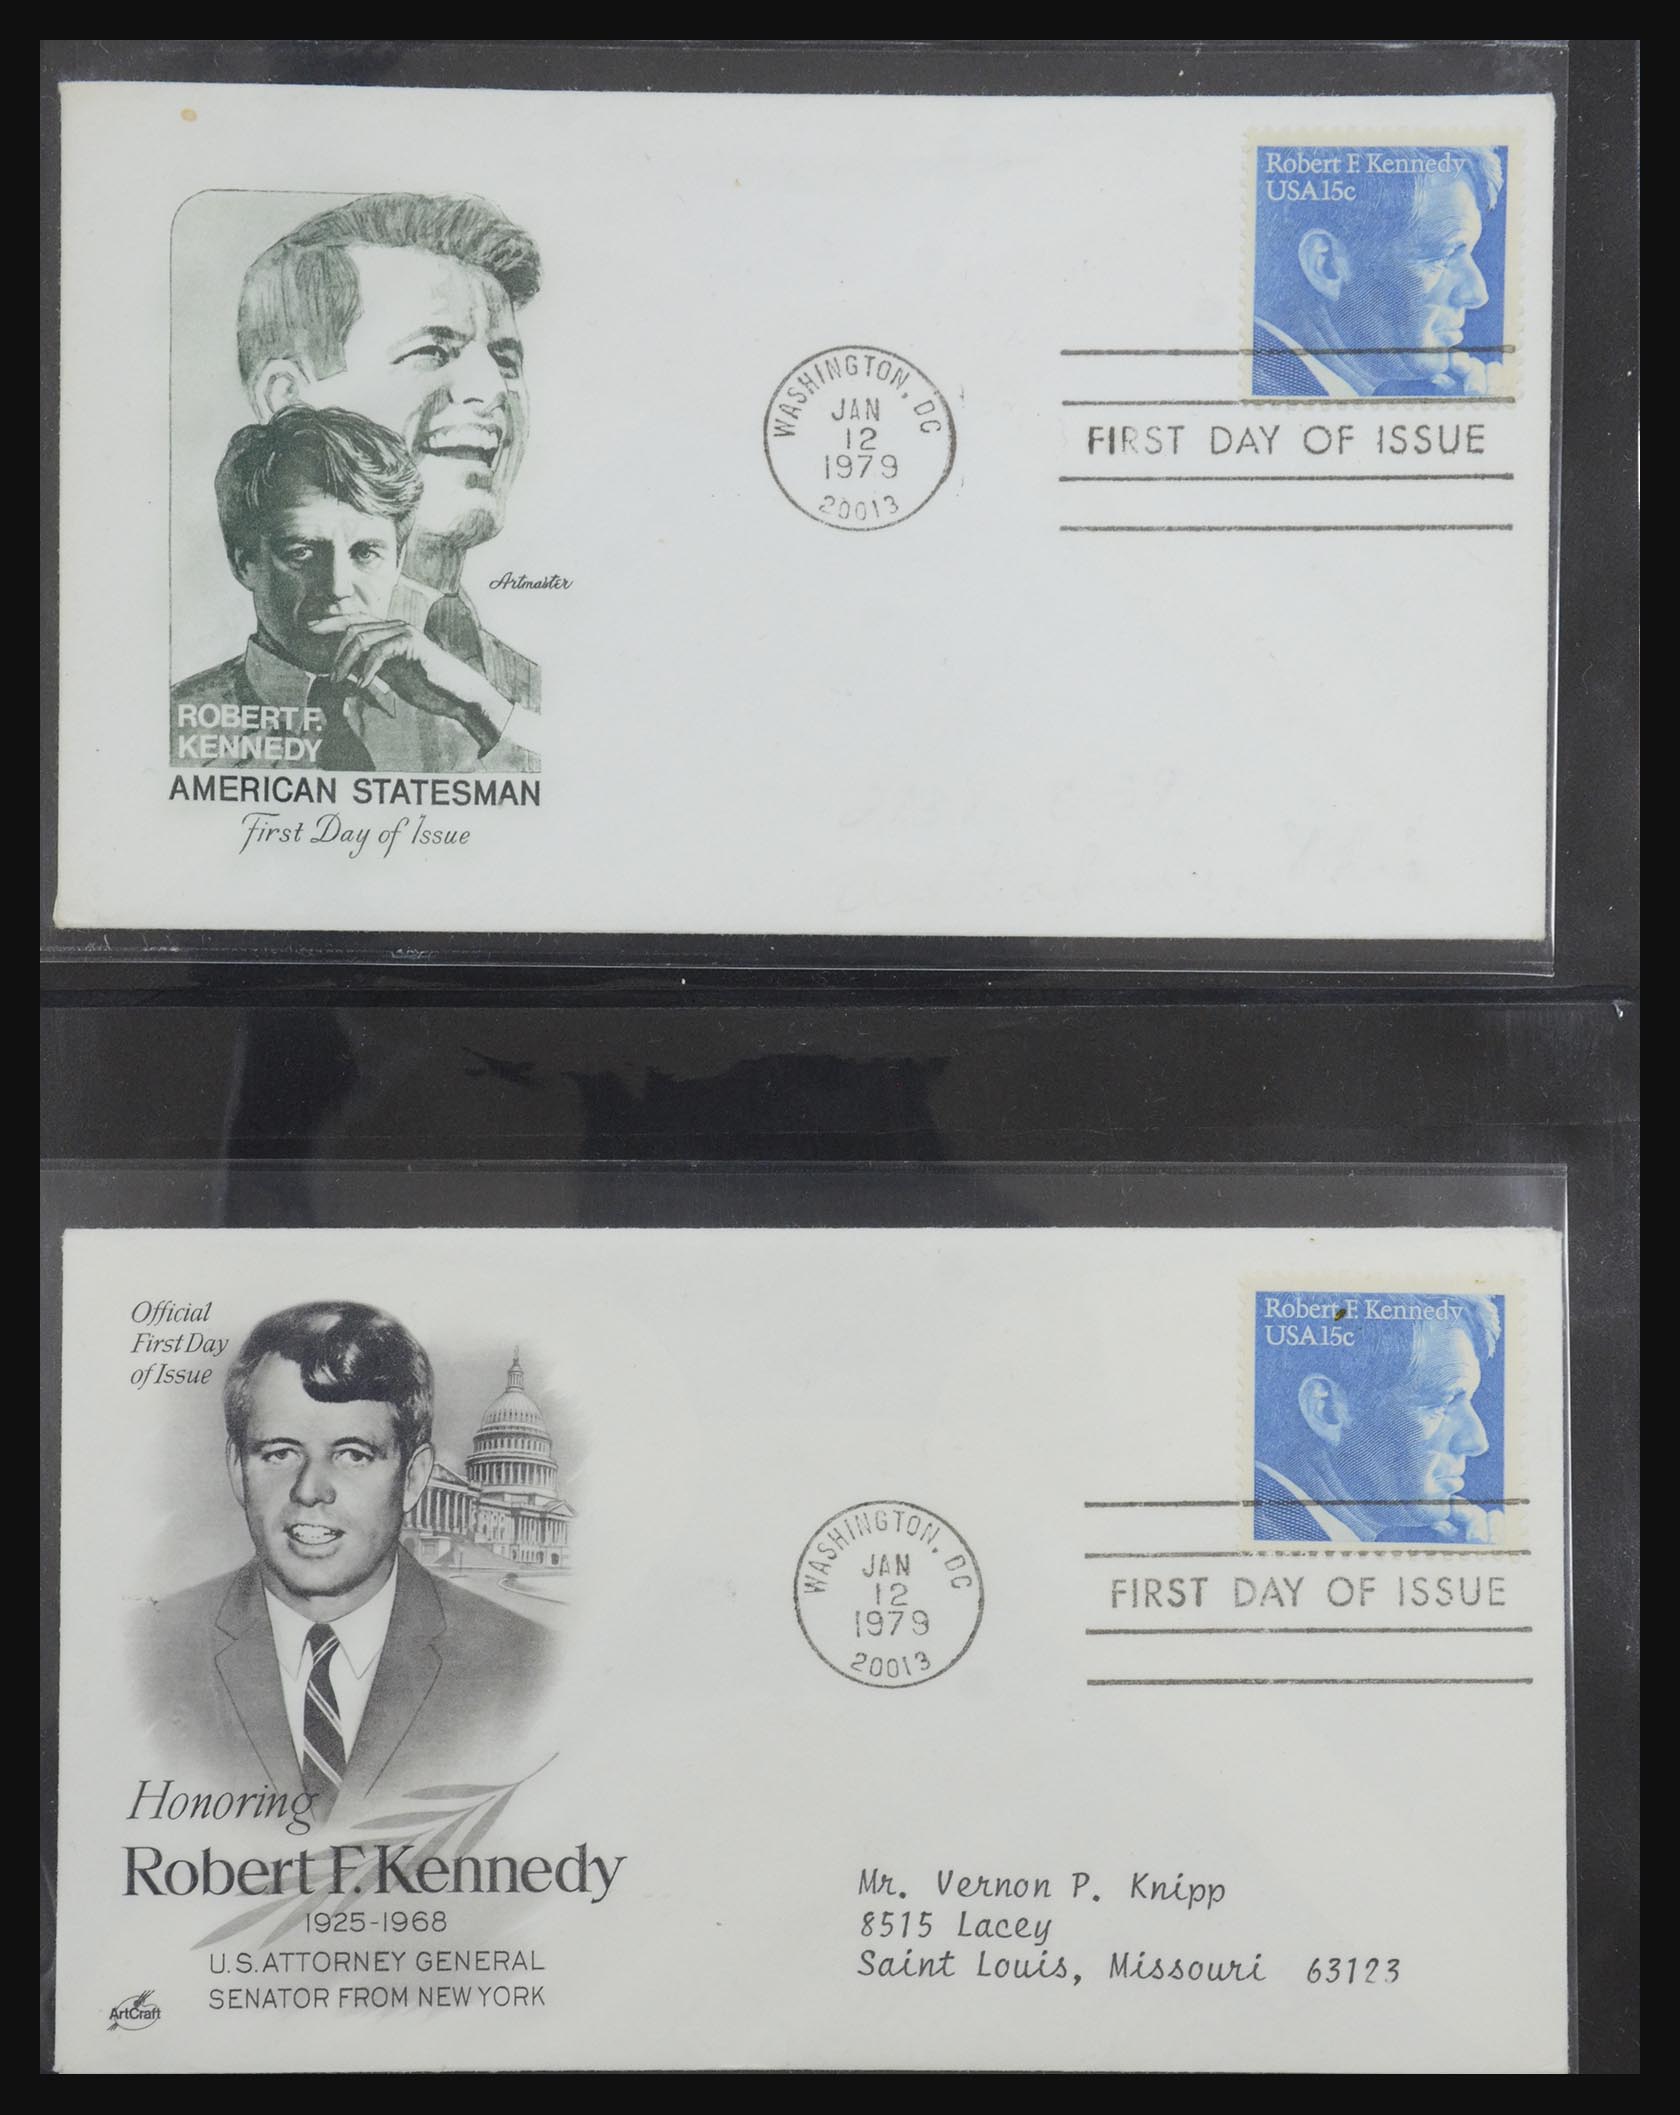 Robert F. Kennedy
USA 15c
WASHINGTON, DC
JAN
12
1979
20013
FIRST DAY OF ISSUE
Artmaster
ROBERT F.
KENNEDY
AMERICAN STATESMAN
First Day of Issue
Official
First Day
of Issue
Robert F. Kennedy
USA 15c
WASHINGTON, DC
JAN
12
1979
20013
FIRST DAY OF ISSUE
Honoring
Robert F. Kennedy
1925-1968
U.S. ATTORNEY GENERAL
SENATOR FROM NEW YORK
ArtCraft
Mr. Vernon P. Knipp
8515 Lacey
Saint Louis, Missouri 63123